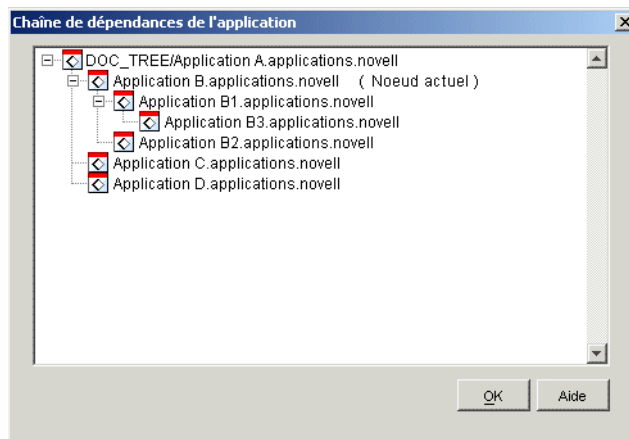 Chaîne de dépendances de l'application
DOC_TREE/Application A.applications.novell
Application B.applications.novell ( Noeud actuel )
Application B1.applications.novell
Application B3.applications.novell
Application B2.applications.novell
Application C.applications.novell
Application D.applications.novell
OK Aide